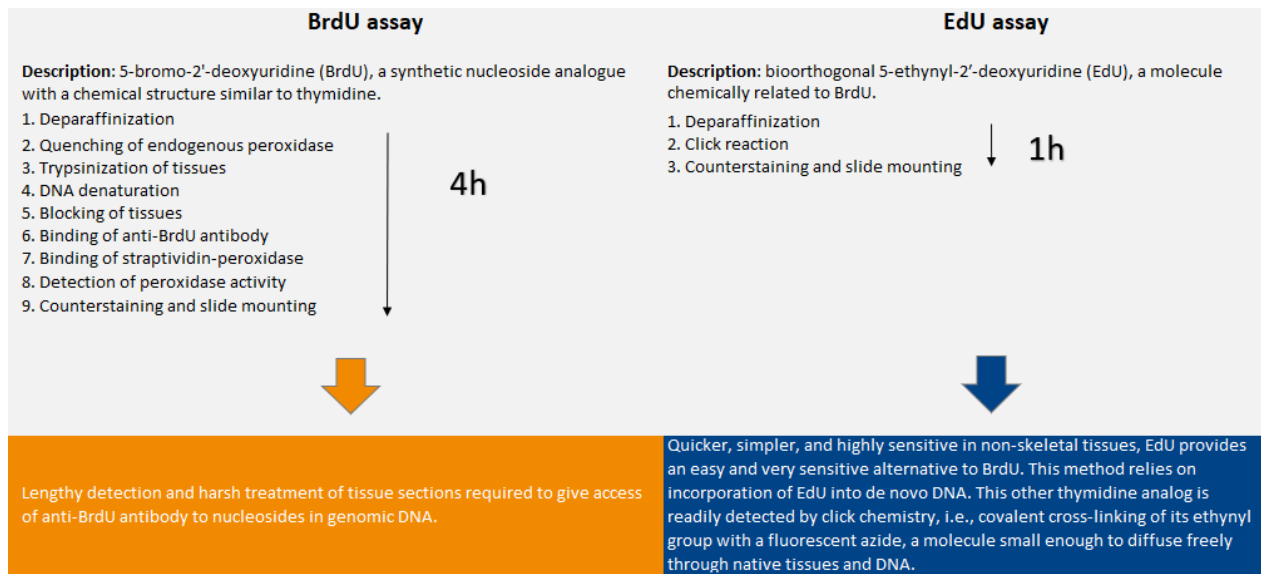 BrdU assay
Description: 5-bromo-2'-deoxyuridine (BrdU), a synthetic nucleoside analogue
with a chemical structure similar to thymidine.
1. Deparaffinization
2. Quenching of endogenous peroxidase
3. Trypsinization of tissues
4. DNA denaturation
5. Blocking of tissues
6. Binding of anti-BrdU antibody
7. Binding of straptividin-peroxidase
8. Detection of peroxidase activity
9. Counterstaining and slide mounting
4h
Lengthy detection and harsh treatment of tissue sections required to give access
of anti-BrdU antibody to nucleosides in genomic DNA.
EdU assay
Description: bioorthogonal 5-ethynyl-2′-deoxyuridine (EdU), a molecule
chemically related to BrdU.
1. Deparaffinization
2. Click reaction
3. Counterstaining and slide mounting
1h
Quicker, simpler, and highly sensitive in non-skeletal tissues, EdU provides
an easy and very sensitive alternative to BrdU. This method relies on
incorporation of EdU into de novo DNA. This other thymidine analog is
readily detected by click chemistry, i.e., covalent cross-linking of its ethynyl
group with a fluorescent azide, a molecule small enough to diffuse freely
through native tissues and DNA.